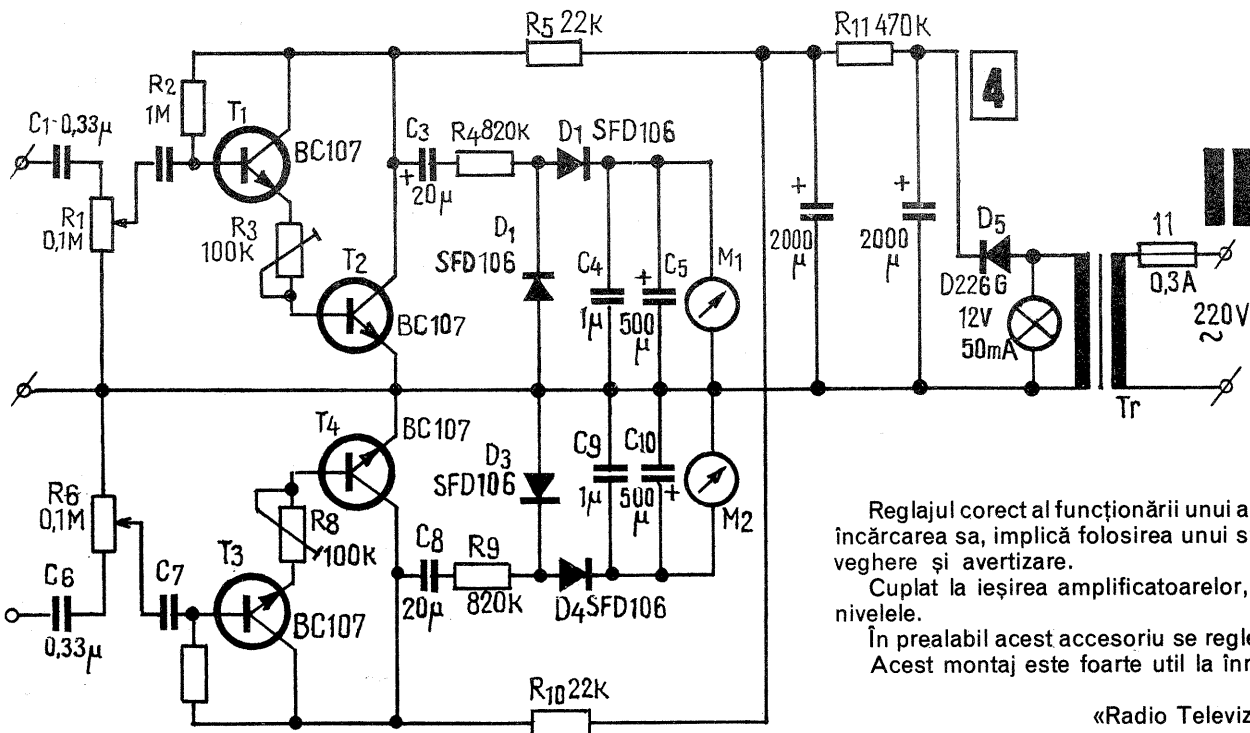 R5 22K
R11 470K
4
R2
1M
T1
C1-0,33µ
BC107
C3
R4 820K
D1 SFD106
+
20µ
R1
0,1M
R3
100K
D1
SFD106
T2
BC107
C4
1µ
C5
+
500
µ
M1
+
2000
µ
+
2000
µ
D5
D226G
12V
50mA
11
0,3A
220V
~
Tr
T4
BC107
D3
SFD106
C9
1µ
C10
500
µ
+
M2
R6
0,1M
R8
100K
C8
20µ
R9
820K
D4 SFD106
T3
BC107
C7
C6
0,33µ
R10 22K
Reglajul corect al funcționării unui a
încărcarea sa, implică folosirea unui s
veghere și avertizare.
Cuplat la ieșirea amplificatoarelor,
nivelele.
În prealabil acest accesoriu se regle
Acest montaj este foarte util la înr
«Radio Televiz